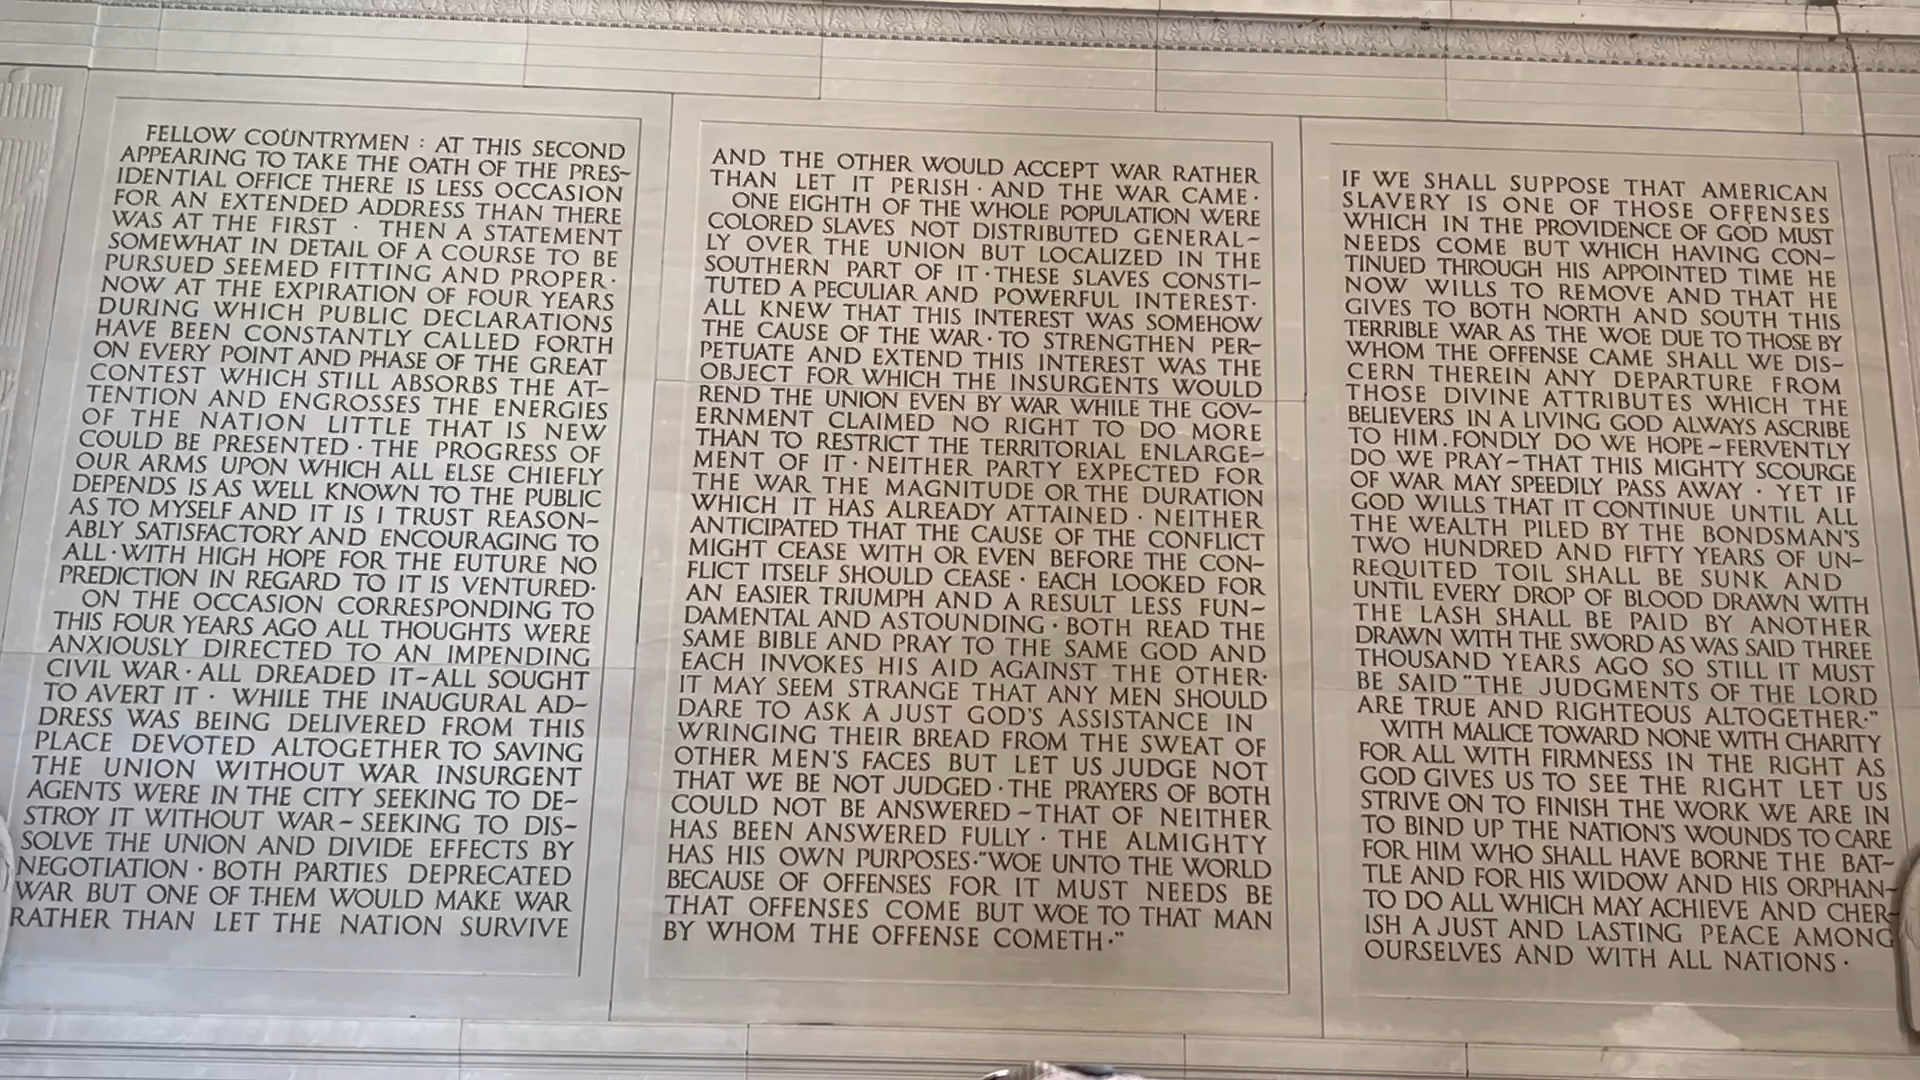 FELLOW COUNTRYMEN : AT THIS SECOND
APPEARING TO TAKE THE OATH OF THE PRES~
IDENTIAL OFFICE THERE IS LESS OCCASION
FOR AN EXTENDED ADDRESS THAN THERE
WAS AT THE FIRST · THEN A STATEMENT
SOMEWHAT IN DETAIL OF A COURSE TO BE
PURSUED SEEMED FITTING AND PROPER·
NOW AT THE EXPIRATION OF FOUR YEARS
DURING WHICH PUBLIC DECLARATIONS
HAVE BEEN CONSTANTLY CALLED FORTH
ON EVERY POINT AND PHASE OF THE GREAT
CONTEST WHICH STILL ABSORBS THE AT~
TENTION AND ENGROSSES THE ENERGIES
OF THE NATION LITTLE THAT IS NEW
COULD BE PRESENTED · THE PROGRESS OF
OUR ARMS UPON WHICH ALL ELSE CHIEFLY
DEPENDS IS AS WELL KNOWN TO THE PUBLIC
AS TO MYSELF AND IT IS I TRUST REASON~
ABLY SATISFACTORY AND ENCOURAGING TO
ALL · WITH HIGH HOPE FOR THE FUTURE NO
PREDICTION IN REGARD TO IT IS VENTURED·
ON THE OCCASION CORRESPONDING TO
THIS FOUR YEARS AGO ALL THOUGHTS WERE
ANXIOUSLY DIRECTED TO AN IMPENDING
CIVIL WAR · ALL DREADED IT~ALL SOUGHT
TO AVERT IT · WHILE THE INAUGURAL AD~
DRESS WAS BEING DELIVERED FROM THIS
PLACE DEVOTED ALTOGETHER TO SAVING
THE UNION WITHOUT WAR INSURGENT
AGENTS WERE IN THE CITY SEEKING TO DE~
STROY IT WITHOUT WAR~SEEKING TO DIS~
SOLVE THE UNION AND DIVIDE EFFECTS BY
NEGOTIATION · BOTH PARTIES DEPRECATED
WAR BUT ONE OF THEM WOULD MAKE WAR
RATHER THAN LET THE NATION SURVIVE
AND THE OTHER WOULD ACCEPT WAR RATHER
THAN LET IT PERISH · AND THE WAR CAME ·
ONE EIGHTH OF THE WHOLE POPULATION WERE
COLORED SLAVES NOT DISTRIBUTED GENERAL~
LY OVER THE UNION BUT LOCALIZED IN THE
SOUTHERN PART OF IT · THESE SLAVES CONSTI~
TUTED A PECULIAR AND POWERFUL INTEREST·
ALL KNEW THAT THIS INTEREST WAS SOMEHOW
THE CAUSE OF THE WAR · TO STRENGTHEN PER~
PETUATE AND EXTEND THIS INTEREST WAS THE
OBJECT FOR WHICH THE INSURGENTS WOULD
REND THE UNION EVEN BY WAR WHILE THE GOV~
ERNMENT CLAIMED NO RIGHT TO DO MORE
THAN TO RESTRICT THE TERRITORIAL ENLARGE~
MENT OF IT · NEITHER PARTY EXPECTED FOR
THE WAR THE MAGNITUDE OR THE DURATION
WHICH IT HAS ALREADY ATTAINED · NEITHER
ANTICIPATED THAT THE CAUSE OF THE CONFLICT
MIGHT CEASE WITH OR EVEN BEFORE THE CON~
FLICT ITSELF SHOULD CEASE · EACH LOOKED FOR
AN EASIER TRIUMPH AND A RESULT LESS FUN~
DAMENTAL AND ASTOUNDING · BOTH READ THE
SAME BIBLE AND PRAY TO THE SAME GOD AND
EACH INVOKES HIS AID AGAINST THE OTHER·
IT MAY SEEM STRANGE THAT ANY MEN SHOULD
DARE TO ASK A JUST GOD'S ASSISTANCE IN
WRINGING THEIR BREAD FROM THE SWEAT OF
OTHER MEN'S FACES BUT LET US JUDGE NOT
THAT WE BE NOT JUDGED · THE PRAYERS OF BOTH
COULD NOT BE ANSWERED ~ THAT OF NEITHER
HAS BEEN ANSWERED FULLY · THE ALMIGHTY
HAS HIS OWN PURPOSES·"WOE UNTO THE WORLD
BECAUSE OF OFFENSES FOR IT MUST NEEDS BE
THAT OFFENSES COME BUT WOE TO THAT MAN
BY WHOM THE OFFENSE COMETH·"
IF WE SHALL SUPPOSE THAT AMERICAN
SLAVERY IS ONE OF THOSE OFFENSES
WHICH IN THE PROVIDENCE OF GOD MUST
NEEDS COME BUT WHICH HAVING CON~
TINUED THROUGH HIS APPOINTED TIME HE
NOW WILLS TO REMOVE AND THAT HE
GIVES TO BOTH NORTH AND SOUTH THIS
TERRIBLE WAR AS THE WOE DUE TO THOSE BY
WHOM THE OFFENSE CAME SHALL WE DIS~
CERN THEREIN ANY DEPARTURE FROM
THOSE DIVINE ATTRIBUTES WHICH THE
BELIEVERS IN A LIVING GOD ALWAYS ASCRIBE
TO HIM . FONDLY DO WE HOPE~FERVENTLY
DO WE PRAY~THAT THIS MIGHTY SCOURGE
OF WAR MAY SPEEDILY PASS AWAY · YET IF
GOD WILLS THAT IT CONTINUE UNTIL ALL
THE WEALTH PILED BY THE BONDSMAN'S
TWO HUNDRED AND FIFTY YEARS OF UN~
REQUITED TOIL SHALL BE SUNK AND
UNTIL EVERY DROP OF BLOOD DRAWN WITH
THE LASH SHALL BE PAID BY ANOTHER
DRAWN WITH THE SWORD AS WAS SAID THREE
THOUSAND YEARS AGO SO STILL IT MUST
BE SAID "THE JUDGMENTS OF THE LORD
ARE TRUE AND RIGHTEOUS ALTOGETHER·"
WITH MALICE TOWARD NONE WITH CHARITY
FOR ALL WITH FIRMNESS IN THE RIGHT AS
GOD GIVES US TO SEE THE RIGHT LET US
STRIVE ON TO FINISH THE WORK WE ARE IN
TO BIND UP THE NATION'S WOUNDS TO CARE
FOR HIM WHO SHALL HAVE BORNE THE BAT~
TLE AND FOR HIS WIDOW AND HIS ORPHAN~
TO DO ALL WHICH MAY ACHIEVE AND CHER~
ISH A JUST AND LASTING PEACE AMONG
OURSELVES AND WITH ALL NATIONS ·